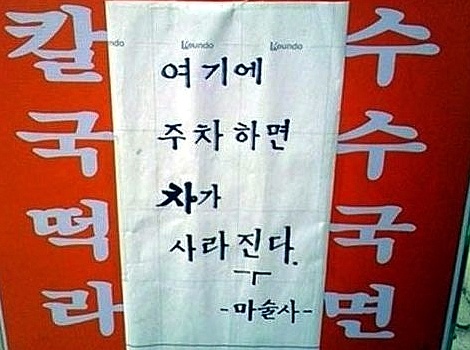 칼 수
국 수
떡 국
라 면
Keundo Keundo
여기에
주차하면
차가
사라진다.
ㅜ
-마술사-